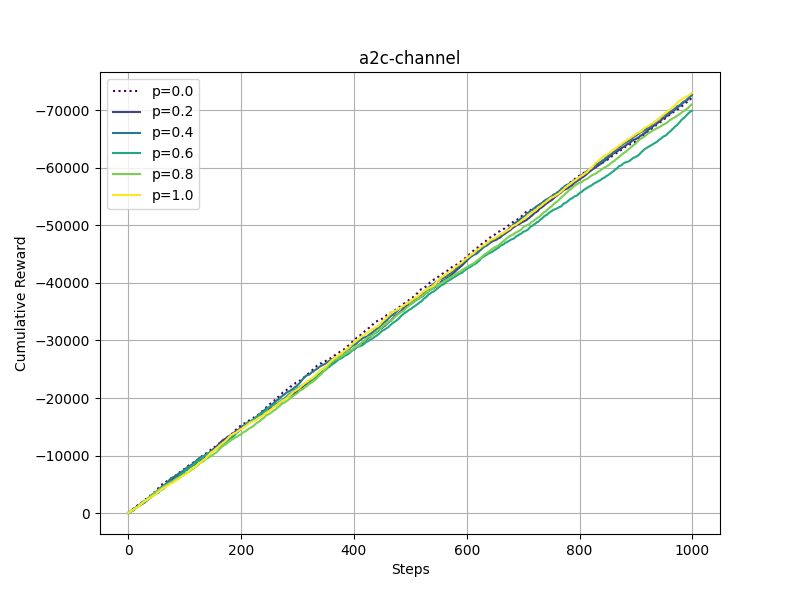 a2c-channel
p=0.0
p=0.2
p=0.4
p=0.6
p=0.8
p=1.0
Cumulative Reward
−70000
−60000
−50000
−40000
−30000
−20000
−10000
0
0 200 400 600 800 1000
Steps